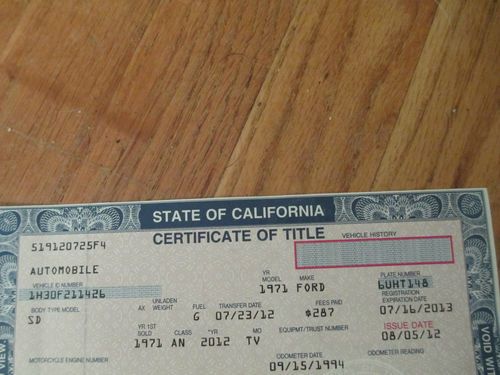 STATE OF CALIFORNIA
519120725F4
CERTIFICATE OF TITLE
VEHICLE HISTORY
AUTOMOBILE
VEHICLE ID NUMBER YR MODEL MAKE PLATE NUMBER
1H30F211426 1971 FORD 6UHT148
BODY TYPE MODEL AX UNLADEN WEIGHT FUEL TRANSFER DATE FEES PAID REGISTRATION EXPIRATION DATE
SD G 07/23/12 $287 07/16/2013
YR 1ST SOLD CLASS *YR MO EQUIPMT/TRUST NUMBER ISSUE DATE
1971 AN 2012 TV 08/05/12
MOTORCYCLE ENGINE NUMBER ODOMETER DATE ODOMETER READING
09/15/1994
VIEW
VOID WIT